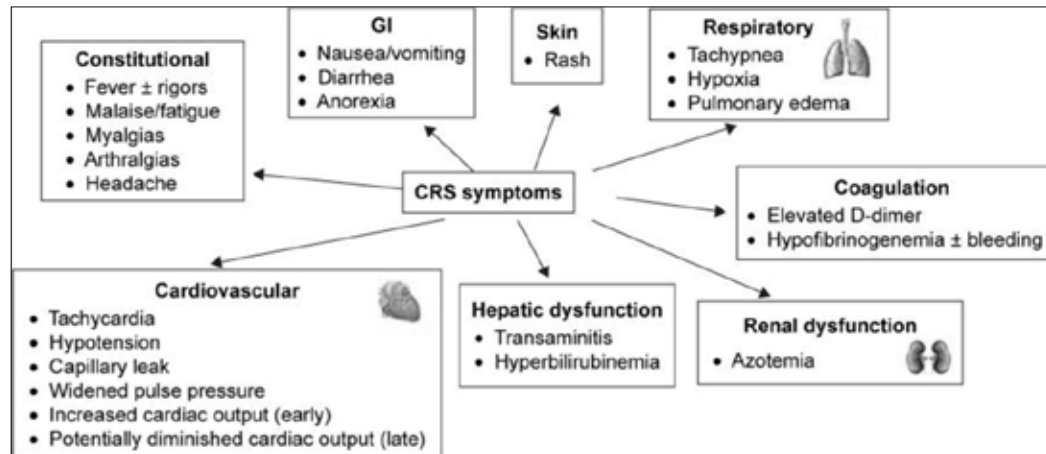 Constitutional
• Fever ± rigors
• Malaise/fatigue
• Myalgias
• Arthralgias
• Headache
GI
• Nausea/vomiting
• Diarrhea
• Anorexia
Skin
• Rash
Respiratory
• Tachypnea
• Hypoxia
• Pulmonary edema
CRS symptoms
Coagulation
• Elevated D-dimer
• Hypofibrinogenemia ± bleeding
Cardiovascular
• Tachycardia
• Hypotension
• Capillary leak
• Widened pulse pressure
• Increased cardiac output (early)
• Potentially diminished cardiac output (late)
Hepatic dysfunction
• Transaminitis
• Hyperbilirubinemia
Renal dysfunction
• Azotemia